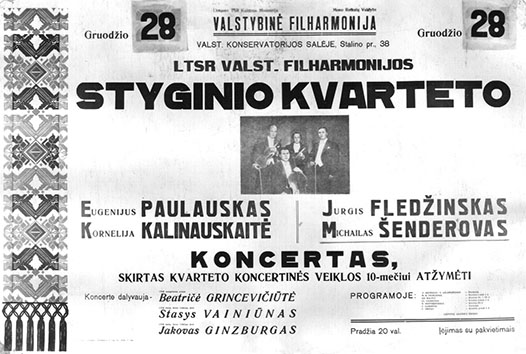 Gruodžio 28
VALSTYBINĖ FILHARMONIJA
VALST. KONSERVATORIJOS SALĖJE, Stalino pr., 38
Gruodžio 28
LTSR VALST. FILHARMONIJOS
STYGINIO KVARTETO
EUGENIJUS PAULAUSKAS
KORNELIJA KALINAUSKAITĖ
JURGIS FLEDŽINSKAS
MICHAILAS ŠENDEROVAS
KONCERTAS,
SKIRTAS KVARTETO KONCERTINĖS VEIKLOS 10-mečiui ATŽYMĖTI
Koncerte dalyvauja -
Beatričė GRINCEVIČIŪTĖ
Stasys VAINIŪNAS
Jakovas GINZBURGAS
PROGRAMOJE:
Pradžia 20 val.
Įėjimas su pakvietimais